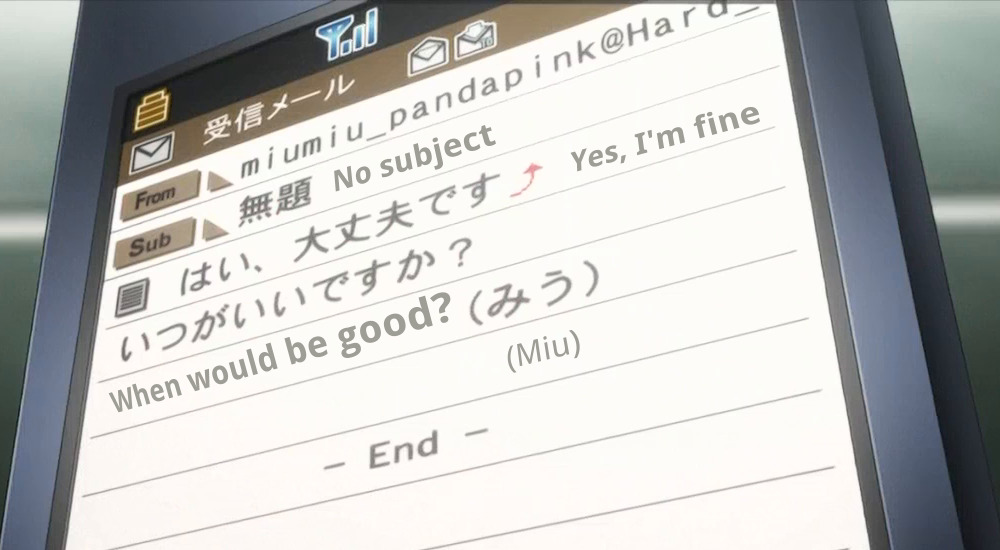 受信メール
From miumiu_pandapink@Hard_
Sub 無題 No subject
はい、大丈夫です Yes, I'm fine
いつがいいですか？
When would be good? (みう)
(Miu)
– End –